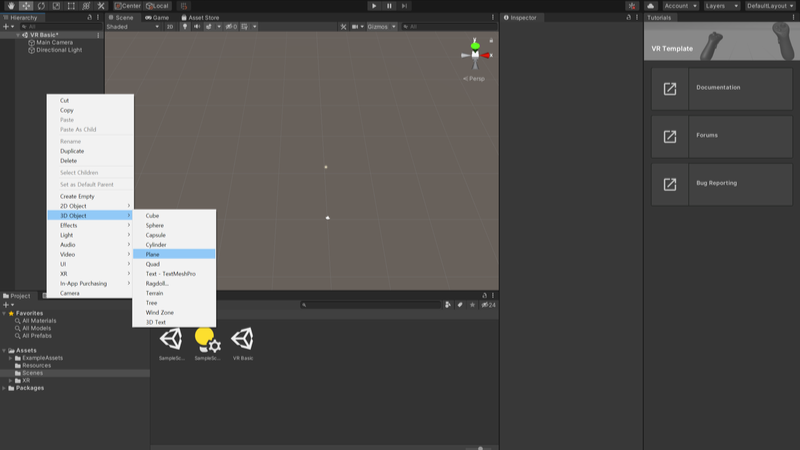 Center
Local
Account
Layers
DefaultLayout
Hierarchy
Scene
Game
Asset Store
Inspector
Tutorials
All
Shaded
2D
0
Gizmos
All
VR Basic*
Main Camera
Directional Light
y
x
Persp
VR Template
Documentation
Forums
Bug Reporting
Cut
Copy
Paste
Paste As Child
Rename
Duplicate
Delete
Select Children
Set as Default Parent
Create Empty
2D Object
3D Object
Effects
Light
Audio
Video
UI
XR
In-App Purchasing
Camera
Cube
Sphere
Capsule
Cylinder
Plane
Quad
Text - TextMeshPro
Ragdoll...
Terrain
Tree
Wind Zone
3D Text
Project
24
Favorites
All Materials
All Models
All Prefabs
Assets
ExampleAssets
Resources
Scenes
XR
Packages
SampleSc...
SampleSc...
VR Basic